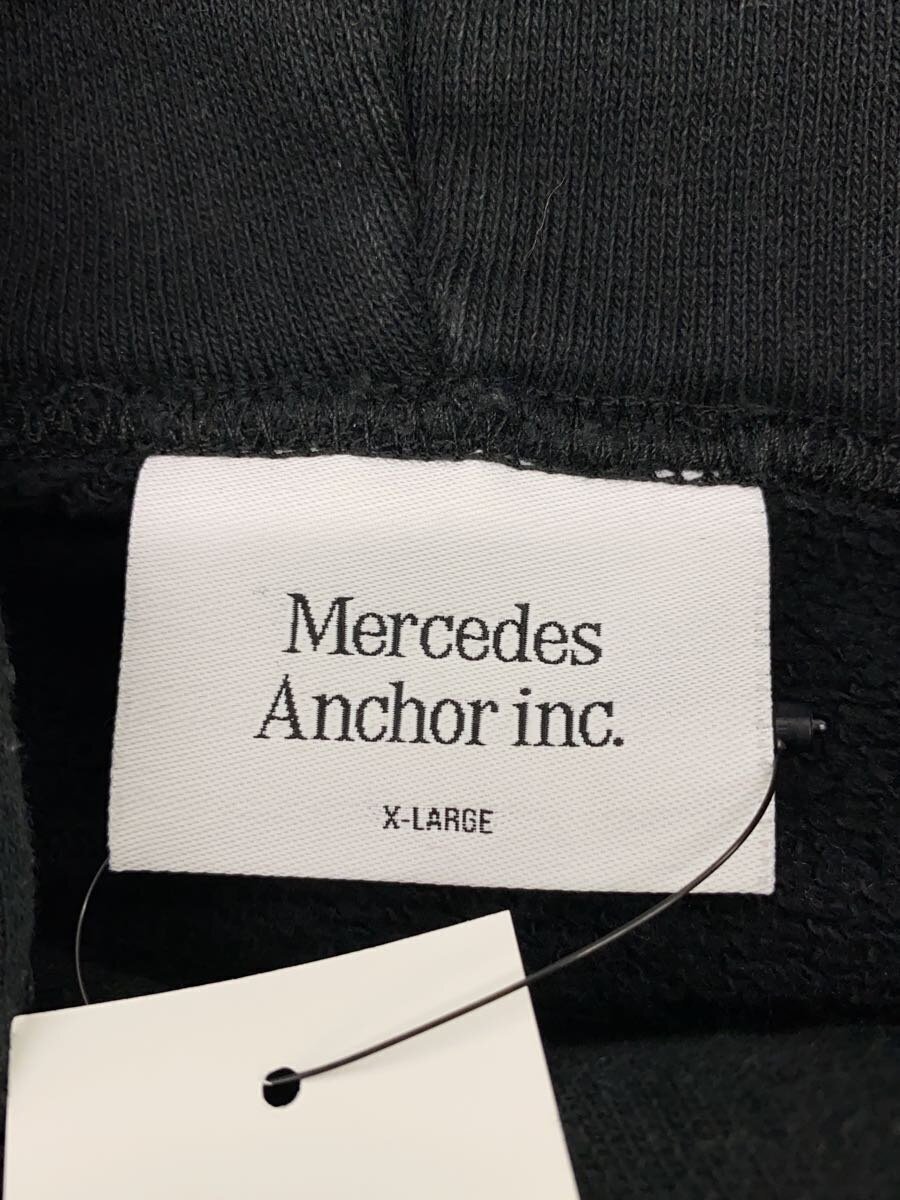 Mercedes
Anchor inc.
X-LARGE